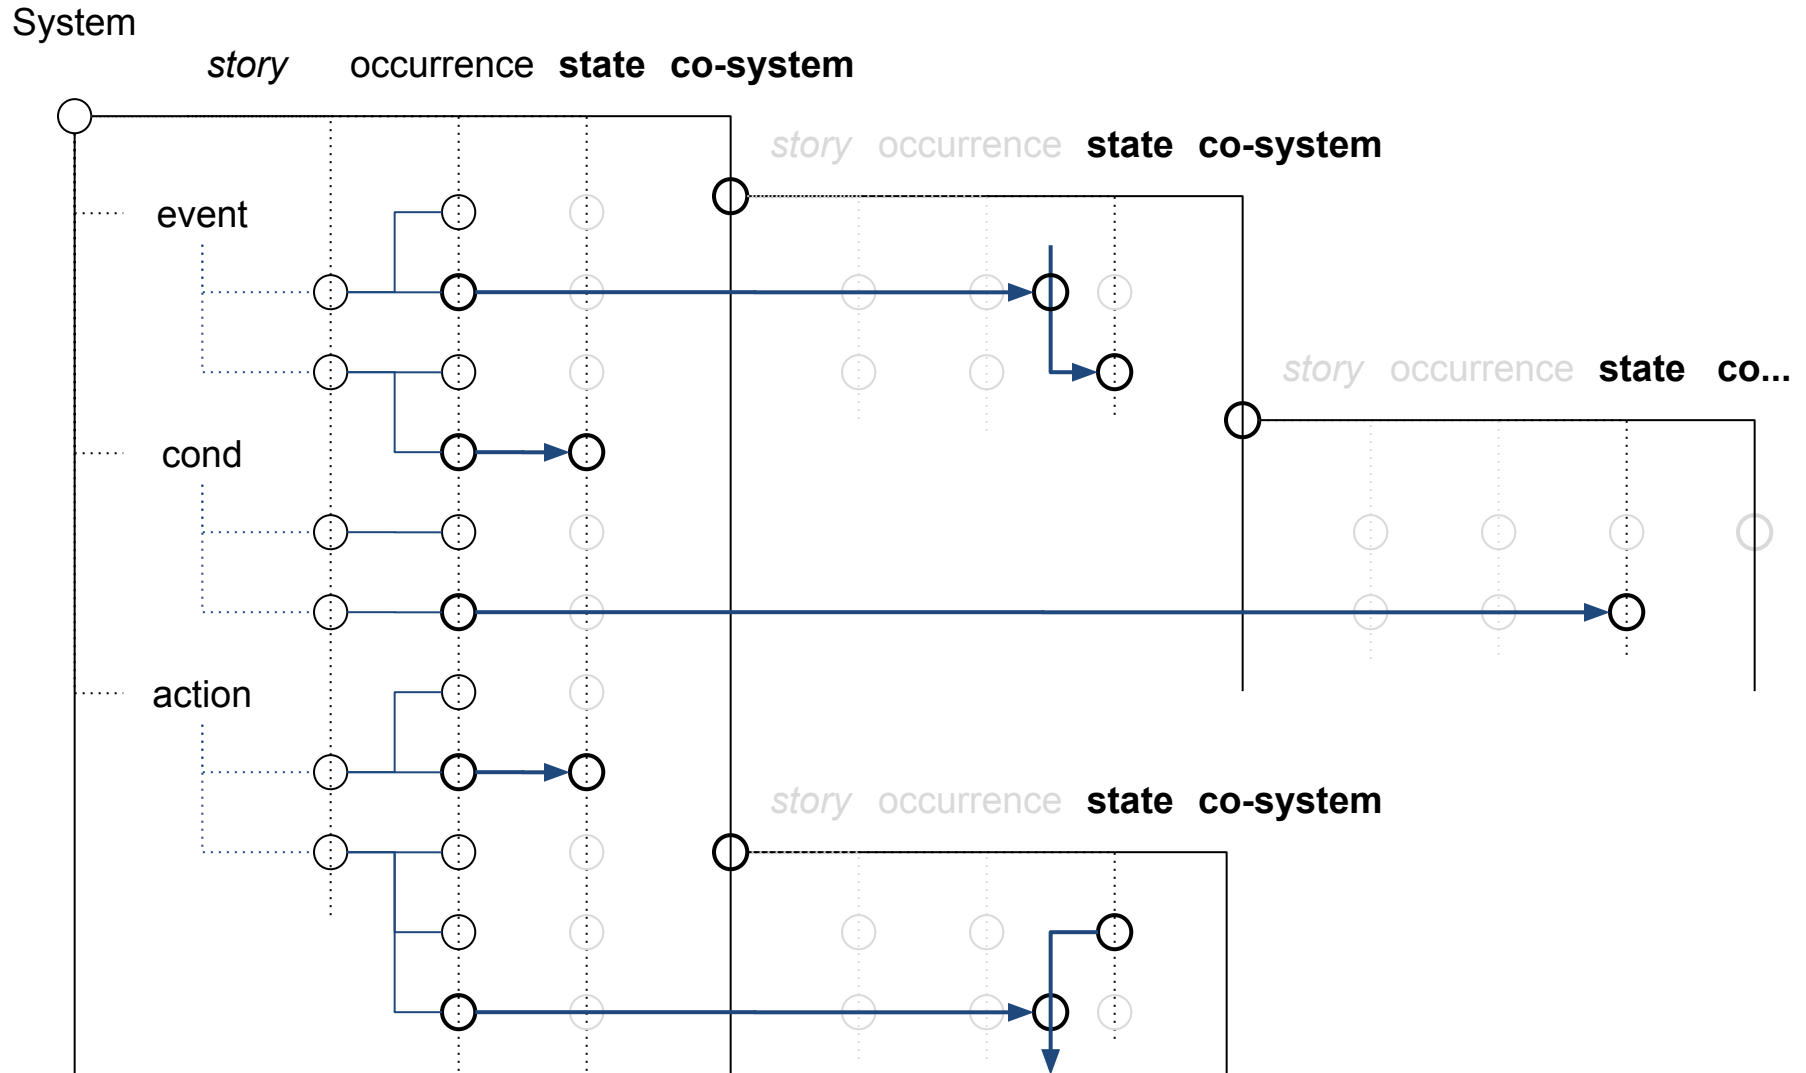 System
story occurrence state co-system
story occurrence state co-system
event
story occurrence state co...
cond
action
story occurrence state co-system